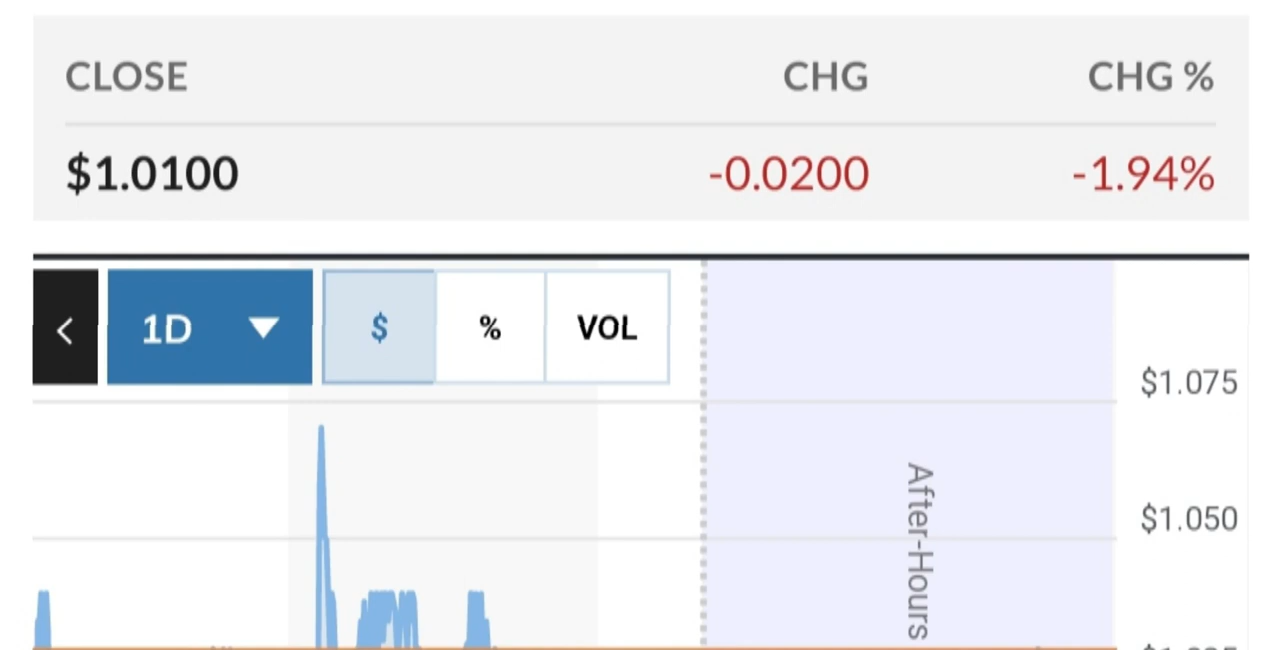 CLOSE CHG CHG %
$1.0100 -0.0200 -1.94%
1D $ % VOL
$1.075
$1.050
After-Hours